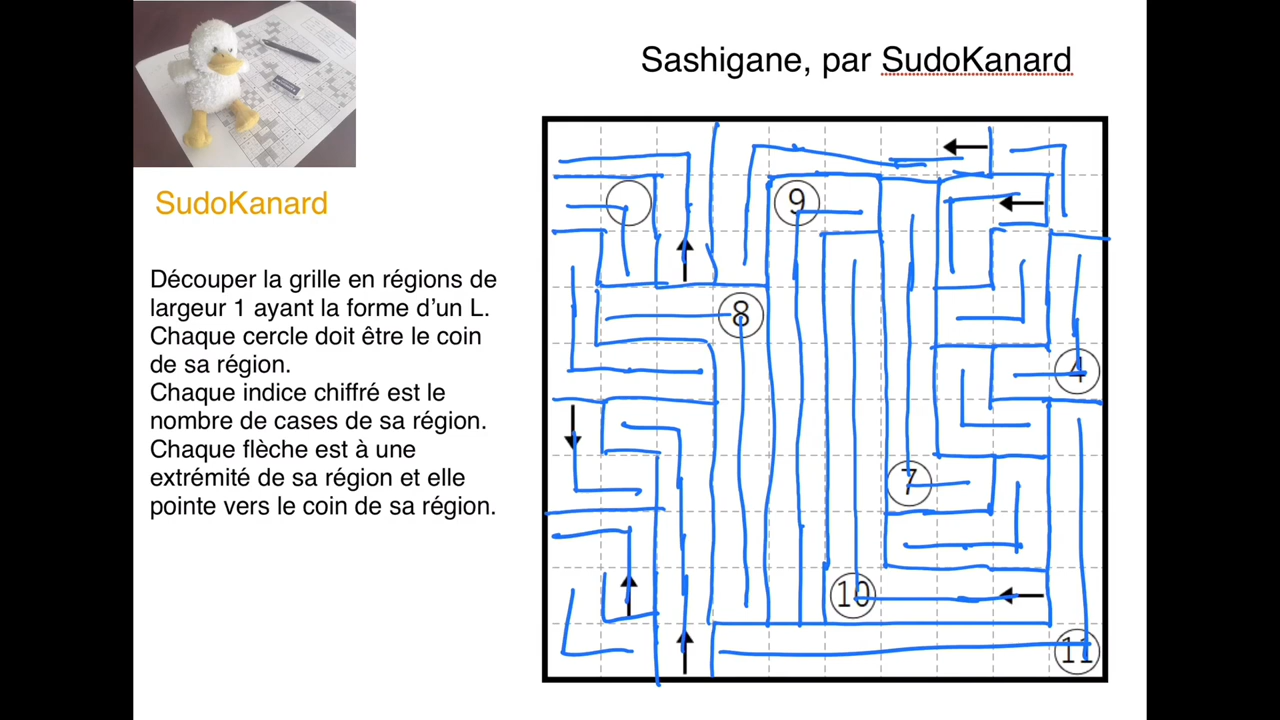 Sashigane, par SudoKanard
SudoKanard
Découper la grille en régions de
largeur 1 ayant la forme d’un L.
Chaque cercle doit être le coin
de sa région.
Chaque indice chiffré est le
nombre de cases de sa région.
Chaque flèche est à une
extrémité de sa région et elle
pointe vers le coin de sa région.
9
8
4
7
10
11